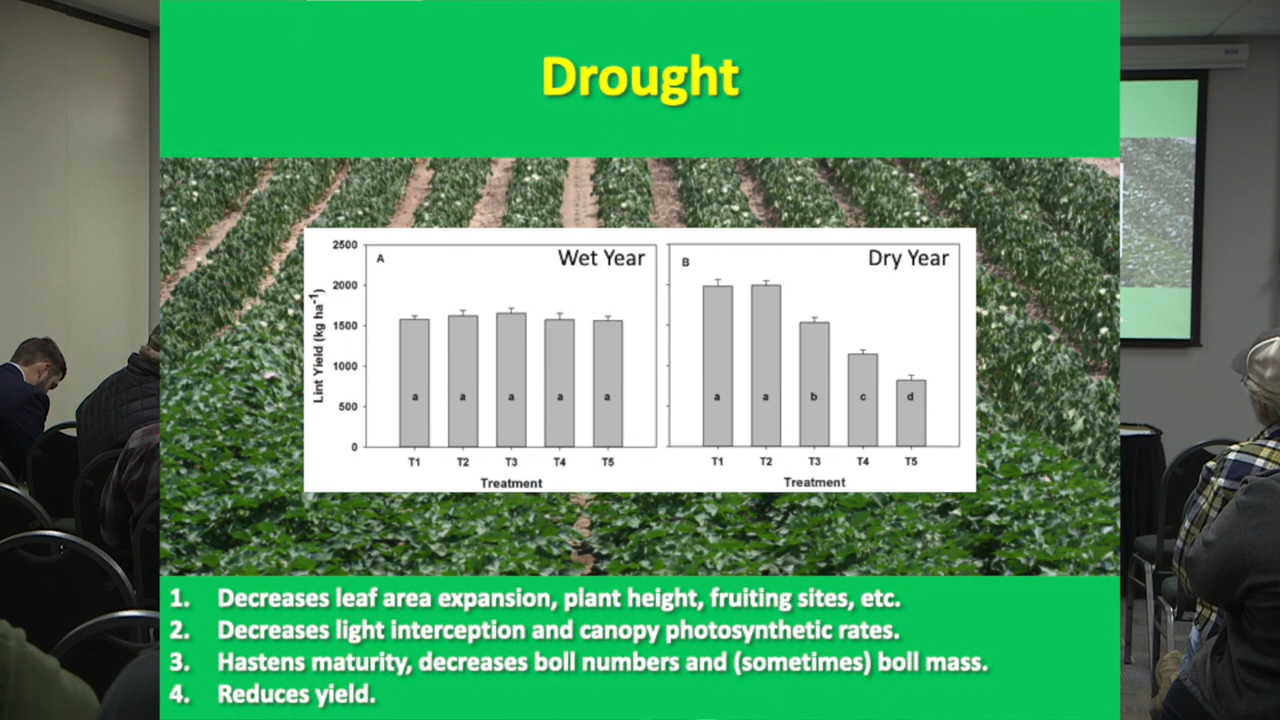 Drought
A
Wet Year
B
Dry Year
Lint Yield (kg ha⁻¹)
2500
2000
1500
1000
500
0
a a a a a
a a b c d
T1 T2 T3 T4 T5
T1 T2 T3 T4 T5
Treatment
Treatment
1. Decreases leaf area expansion, plant height, fruiting sites, etc.
2. Decreases light interception and canopy photosynthetic rates.
3. Hastens maturity, decreases boll numbers and (sometimes) boll mass.
4. Reduces yield.